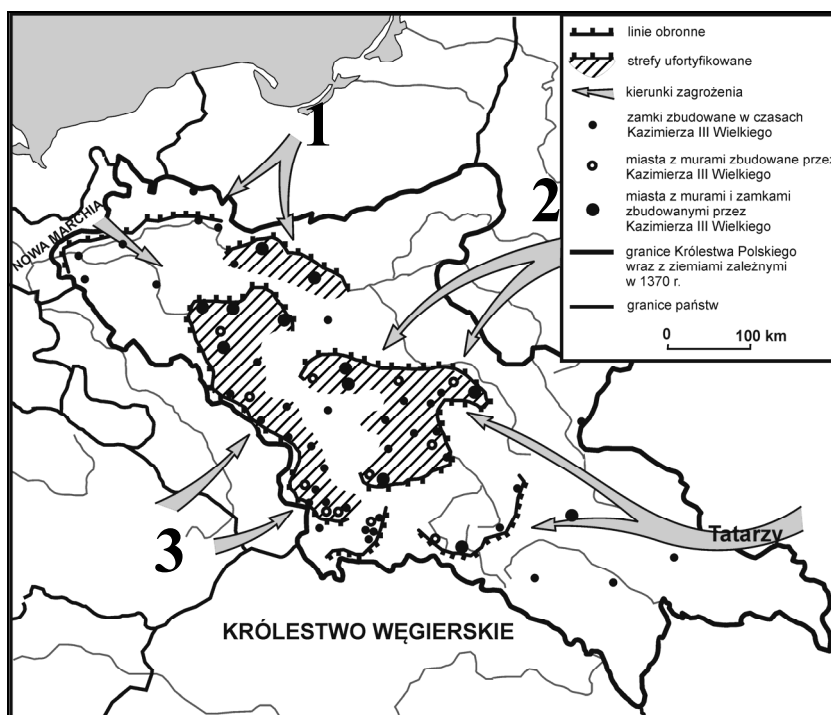 linie obronne
strefy ufortyfikowane
kierunki zagrożenia
zamki zbudowane w czasach
Kazimierza III Wielkiego
miasta z murami zbudowane przez
Kazimierza III Wielkiego
miasta z murami i zamkami
zbudowanymi przez
Kazimierza III Wielkiego
granice Królestwa Polskiego
wraz z ziemiami zależnymi
w 1370 r.
granice państw
0 100 km
1
2
NOWA MARCHIA
3
Tatarzy
KRÓLESTWO WĘGIERSKIE